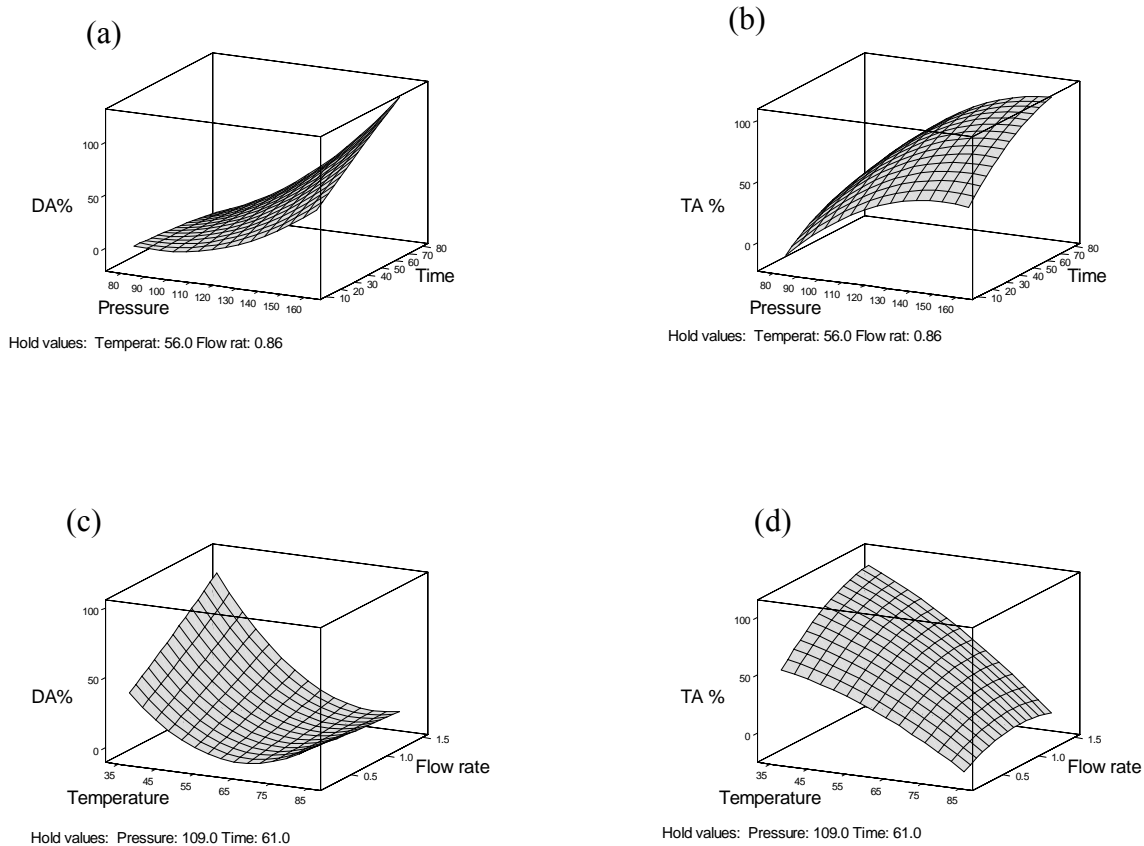 (a)
100
50
0
DA%
80 90 100 110 120 130 140 150 160
Pressure
10 20 30 40 50 60 70 80
Time
Hold values: Temperat: 56.0 Flow rat: 0.86
(b)
100
50
0
TA %
80 90 100 110 120 130 140 150 160
Pressure
10 20 30 40 50 60 70 80
Time
Hold values: Temperat: 56.0 Flow rat: 0.86
(c)
100
50
0
DA%
35 45 55 65 75 85
Temperature
0.5 1.0 1.5
Flow rate
Hold values: Pressure: 109.0 Time: 61.0
(d)
100
50
0
TA %
35 45 55 65 75 85
Temperature
0.5 1.0 1.5
Flow rate
Hold values: Pressure: 109.0 Time: 61.0